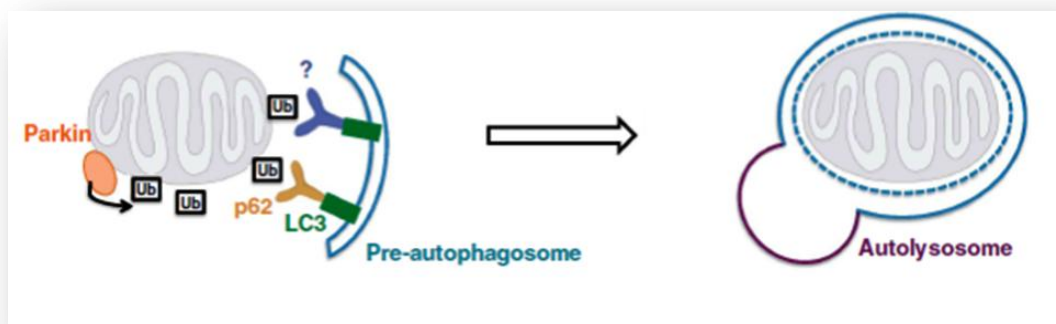 ?
Ub
Parkin
Ub
Ub
Ub
p62
LC3
Pre-autophagosome
Autolysosome